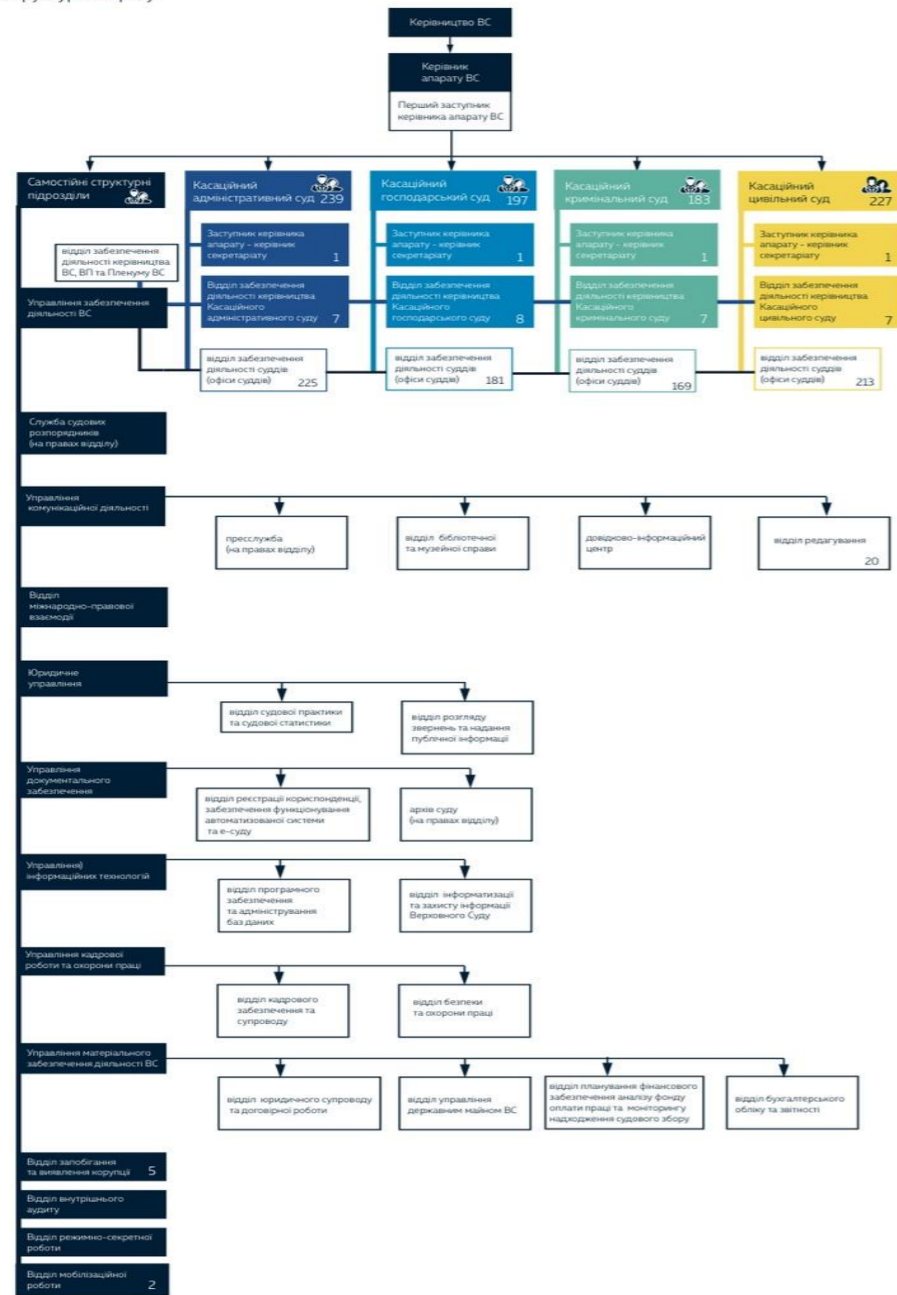 Керівництво ВС
Керівник
апарату ВС
Перший заступник
керівника апарату ВС
Самостійні структурні
підрозділи
Касаційний
адміністративний суд 239
Касаційний
господарський суд 197
Касаційний
кримінальний суд 183
Касаційний
цивільний суд 227
Заступник керівника
апарату - керівник
секретаріату 1
Заступник керівника
апарату - керівник
секретаріату 1
Заступник керівника
апарату - керівник
секретаріату 1
Заступник керівника
апарату - керівник
секретаріату 1
відділ забезпечення
діяльності керівництва
ВС, ВП та Пленуму ВС
Управління забезпечення
діяльності ВС
Відділ забезпечення
діяльності керівництва
Касаційного
адміністративного суду 7
Відділ забезпечення
діяльності керівництва
Касаційного
господарського суду 8
Відділ забезпечення
діяльності керівництва
Касаційного
кримінального суду 7
Відділ забезпечення
діяльності керівництва
Касаційного
цивільного суду 7
відділ забезпечення
діяльності суддів
(офіси суддів) 225
відділ забезпечення
діяльності суддів
(офіси суддів) 181
відділ забезпечення
діяльності суддів
(офіси суддів) 169
відділ забезпечення
діяльності суддів
(офіси суддів) 213
Служба судових
розпорядників
(на правах відділу)
Управління
комунікаційної діяльності
пресслужба
(на правах відділу)
відділ бібліотечної
та музейної справи
довідково-інформаційний
центр
відділ редагування
20
Відділ
міжнародно-правової
взаємодії
Юридичне
управління
відділ судової практики
та судової статистики
відділ розгляду
звернень та надання
публічної інформації
Управління
документального
забезпечення
відділ реєстрації кориспонденції,
забезпечення функціонування
автоматизованої системи
та е-суду
архів суду
(на правах відділу)
Управління)
інформаційних технологій
відділ програмного
забезпечення
та адміністрування
баз даних
відділ інформатизації
та захисту інформації
Верховного Суду
Управління кадрової
роботи та охорони праці
відділ кадрового
забезпечення та
супроводу
відділ безпеки
та охорони праці
Управління матеріального
забезпечення діяльності ВС
відділ юридичного супроводу
та договірної роботи
відділ управління
державним майном ВС
відділ планування фінансового
забезпечення аналізу фонду
оплати праці та моніторингу
надходження судового збору
відділ бухгалтерського
обліку та звітності
Відділ запобігання
та виявлення корупції 5
Відділ внутрішнього
аудиту
Відділ режимно-секретної
роботи
Відділ мобілізаційної
роботи 2